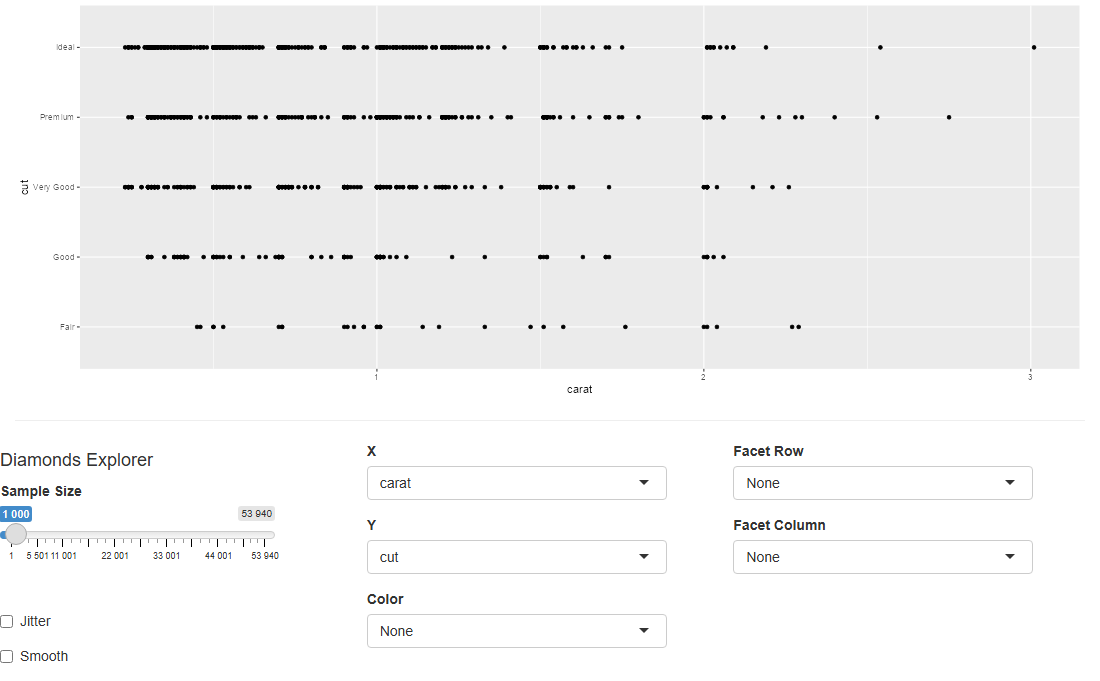 Ideal
Premium
cut
Very Good
Good
Fair
1 2 3
carat
Diamonds Explorer
Sample Size
1 000 53 940
1 5 501 11 001 22 001 33 001 44 001 53 940
Jitter
Smooth
X
carat
Y
cut
Color
None
Facet Row
None
Facet Column
None